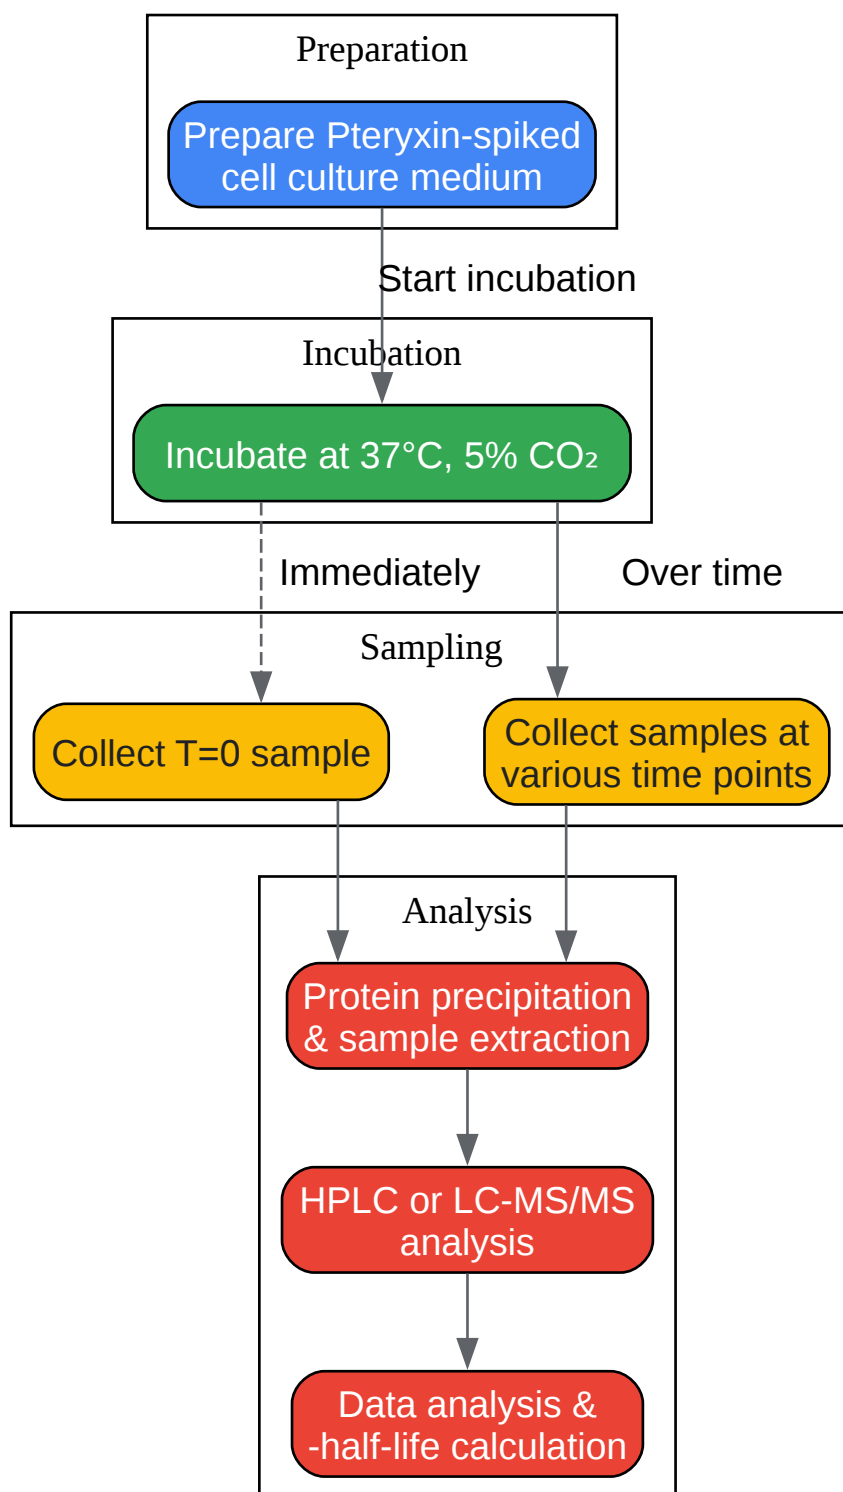 Preparation
Prepare Pteryxin-spiked
cell culture medium
Start incubation
Incubation
Incubate at 37°C, 5% CO₂
Immediately
Over time
Sampling
Collect T=0 sample
Collect samples at
various time points
Analysis
Protein precipitation
& sample extraction
HPLC or LC-MS/MS
analysis
Data analysis &
-half-life calculation